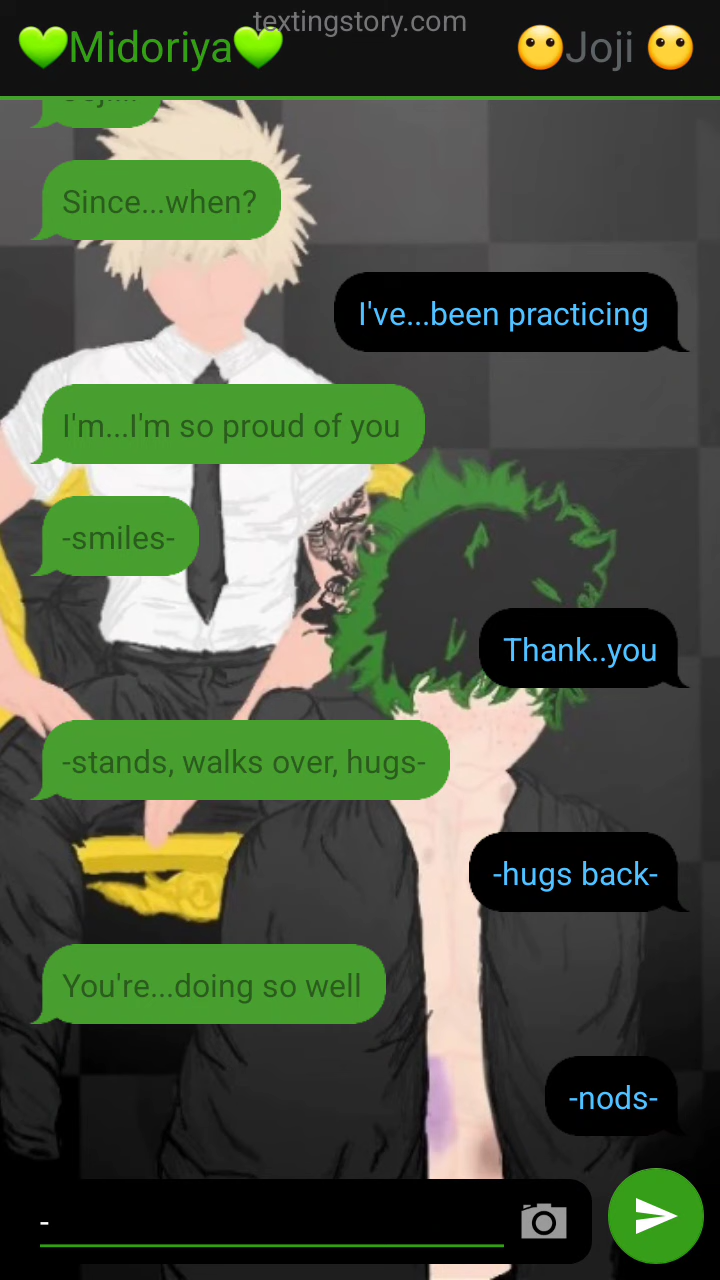 textingstory.com
💚Midoriya💚
😶Joji 😶
Since...when?
I've...been practicing
I'm...I'm so proud of you
-smiles-
Thank..you
-stands, walks over, hugs-
-hugs back-
You're...doing so well
-nods-
-